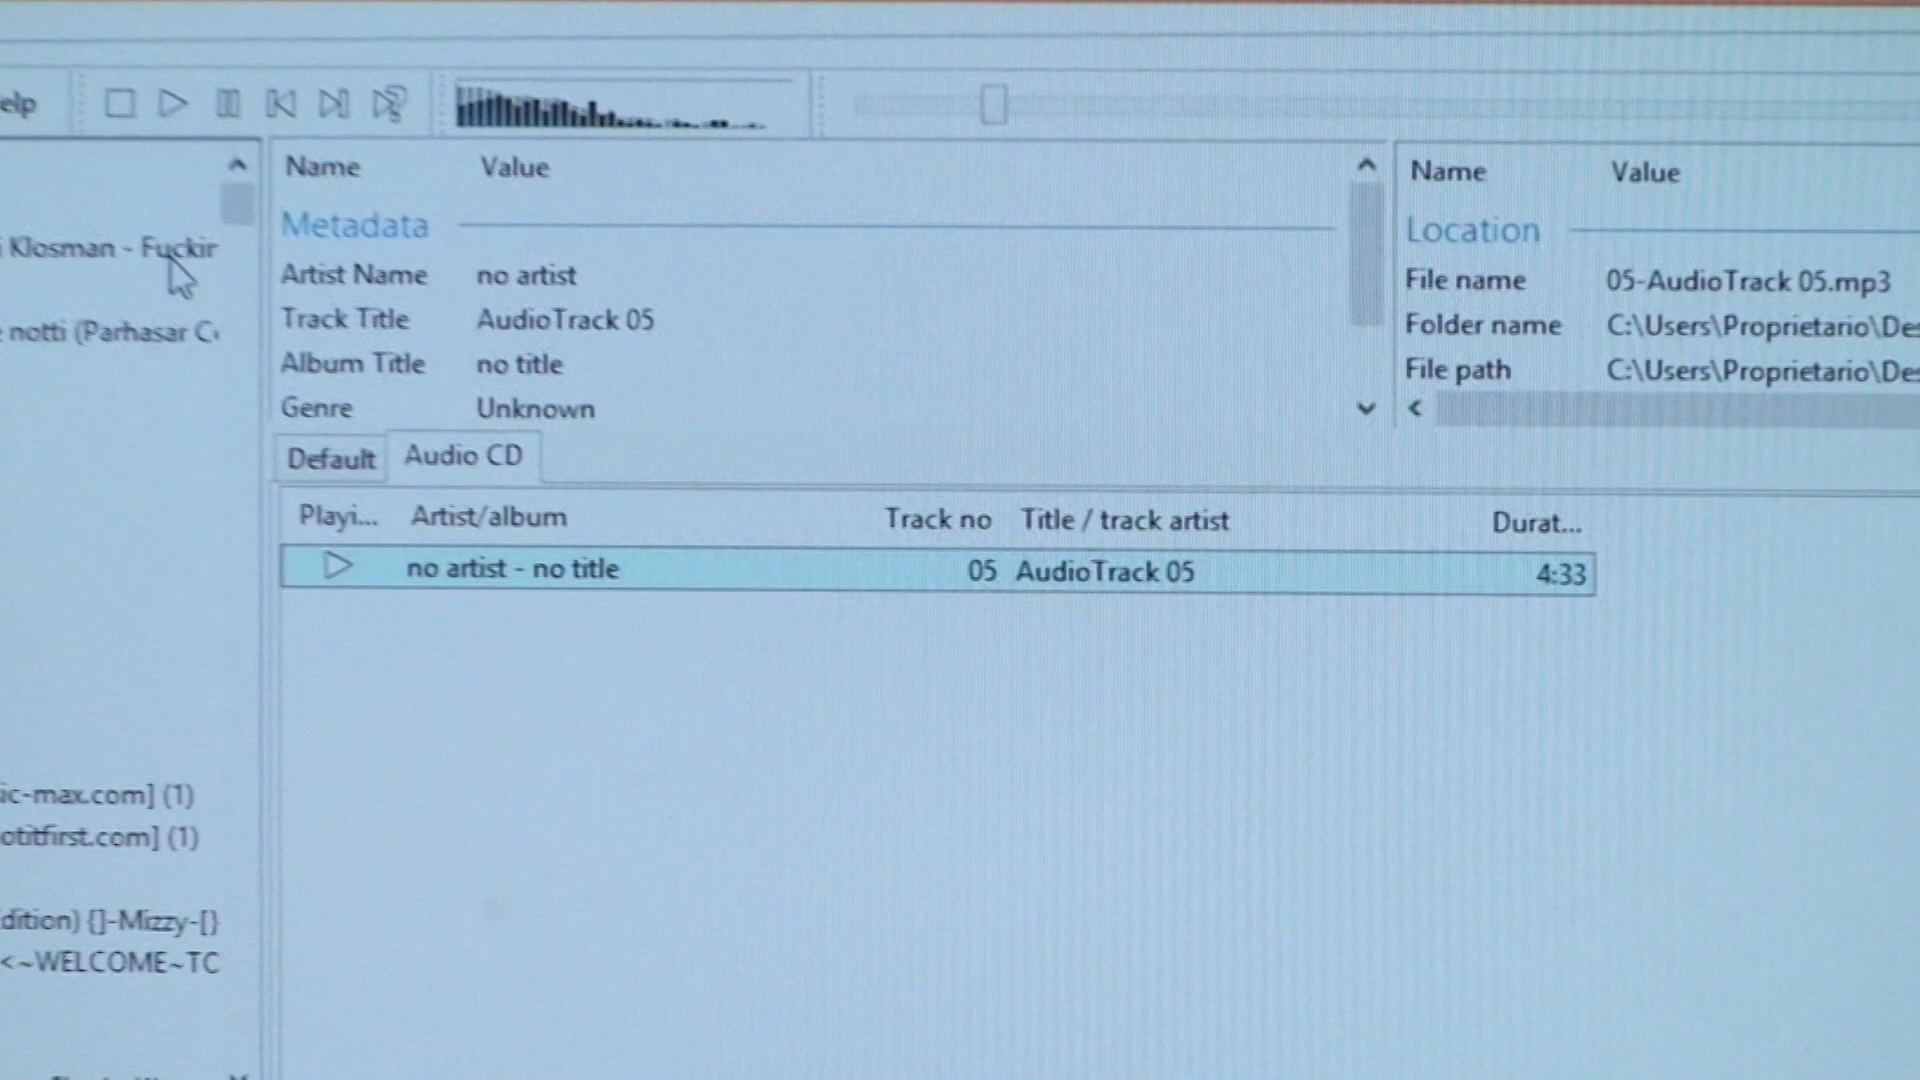 elp
Name Value
Metadata
Artist Name no artist
Track Title AudioTrack 05
Album Title no title
Genre Unknown
Name Value
Location
File name 05-AudioTrack 05.mp3
Folder name C:\Users\Proprietario\Des
File path C:\Users\Proprietario\Des
Klosman - Fuckir
notti (Parhasar C
Default Audio CD
Playi... Artist/album Track no Title / track artist Durat...
no artist - no title 05 AudioTrack 05 4:33
ic-max.com] (1)
otitfirst.com] (1)
dition) {]-Mizzy-[}
<~WELCOME~TC